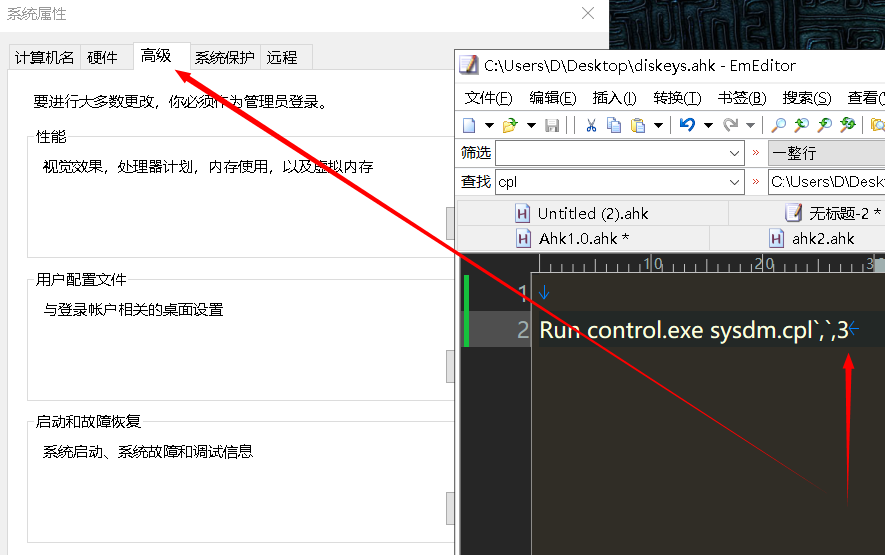 系统属性
计算机名 硬件 高级 系统保护 远程
要进行大多数更改，你必须作为管理员登录。
性能
视觉效果，处理器计划，内存使用，以及虚拟内存
用户配置文件
与登录帐户相关的桌面设置
启动和故障恢复
系统启动、系统故障和调试信息
C:\Users\D\Desktop\diskeys.ahk - EmEditor
文件(F) 编辑(E) 插入(I) 转换(T) 书签(B) 搜索(S) 查看(V
筛选 » 一整行
查找 cpl » C:\Users\D\Desk
Untitled (2).ahk 无标题-2 *
Ahk1.0.ahk * ahk2.ahk
10 20 3
1 ↓
2 Run control.exe sysdm.cpl`,`,3←